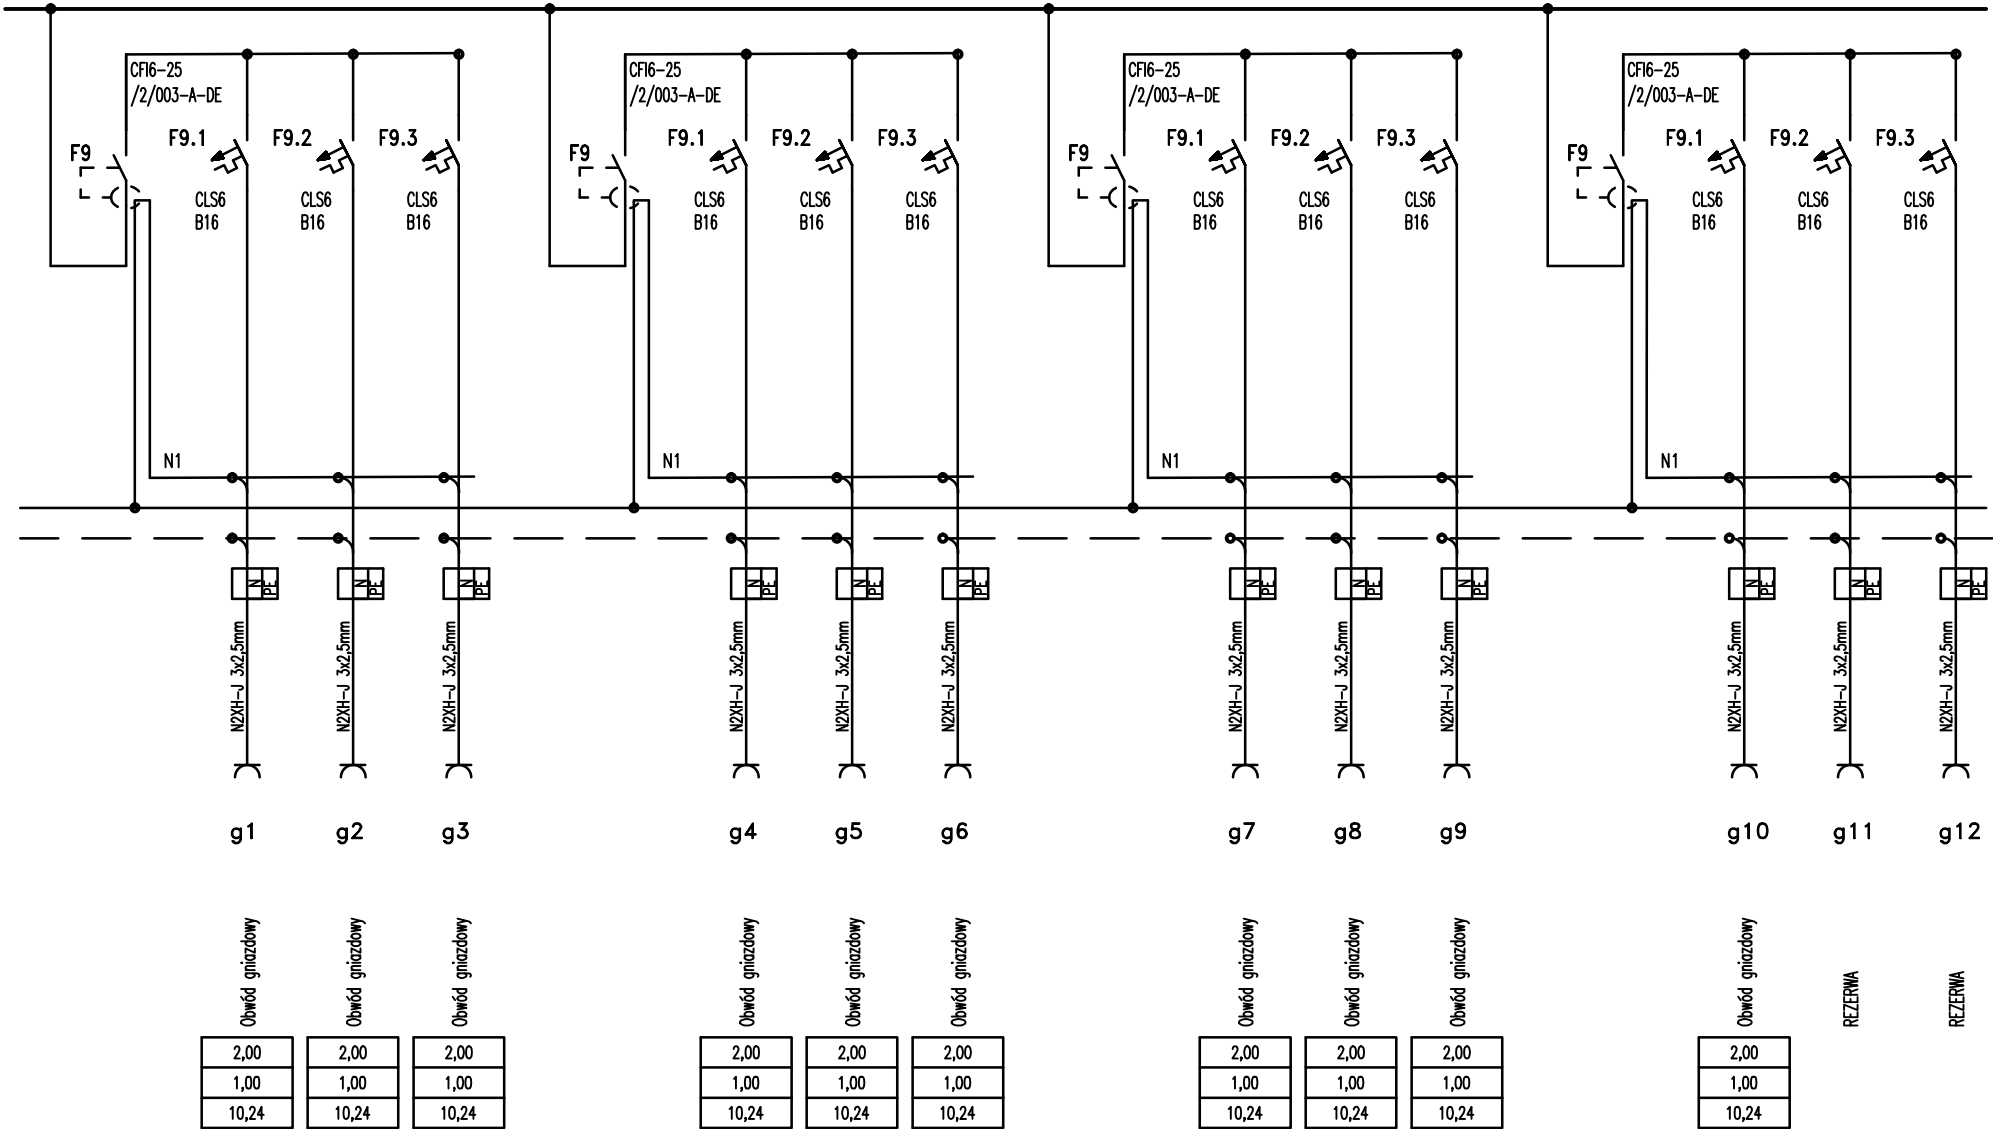 CFI6-25
/2/003-A-DE
CFI6-25
/2/003-A-DE
CFI6-25
/2/003-A-DE
CFI6-25
/2/003-A-DE
F9 F9.1 F9.2 F9.3
F9 F9.1 F9.2 F9.3
F9 F9.1 F9.2 F9.3
F9 F9.1 F9.2 F9.3
CLS6 CLS6 CLS6
B16 B16 B16
CLS6 CLS6 CLS6
B16 B16 B16
CLS6 CLS6 CLS6
B16 B16 B16
CLS6 CLS6 CLS6
B16 B16 B16
N1
N1
N1
N1
N
PE
N
PE
N
PE
N
PE
N
PE
N
PE
N
PE
N
PE
N
PE
N
PE
N
PE
N
PE
N2XH-J 3x2,5mm
N2XH-J 3x2,5mm
N2XH-J 3x2,5mm
N2XH-J 3x2,5mm
N2XH-J 3x2,5mm
N2XH-J 3x2,5mm
N2XH-J 3x2,5mm
N2XH-J 3x2,5mm
N2XH-J 3x2,5mm
N2XH-J 3x2,5mm
N2XH-J 3x2,5mm
N2XH-J 3x2,5mm
g1 g2 g3 g4 g5 g6 g7 g8 g9 g10 g11 g12
Obwód gniazdowy
Obwód gniazdowy
Obwód gniazdowy
Obwód gniazdowy
Obwód gniazdowy
Obwód gniazdowy
Obwód gniazdowy
Obwód gniazdowy
Obwód gniazdowy
Obwód gniazdowy
REZERWA
REZERWA
2,00 2,00 2,00 2,00 2,00 2,00 2,00 2,00 2,00 2,00
1,00 1,00 1,00 1,00 1,00 1,00 1,00 1,00 1,00 1,00
10,24 10,24 10,24 10,24 10,24 10,24 10,24 10,24 10,24 10,24